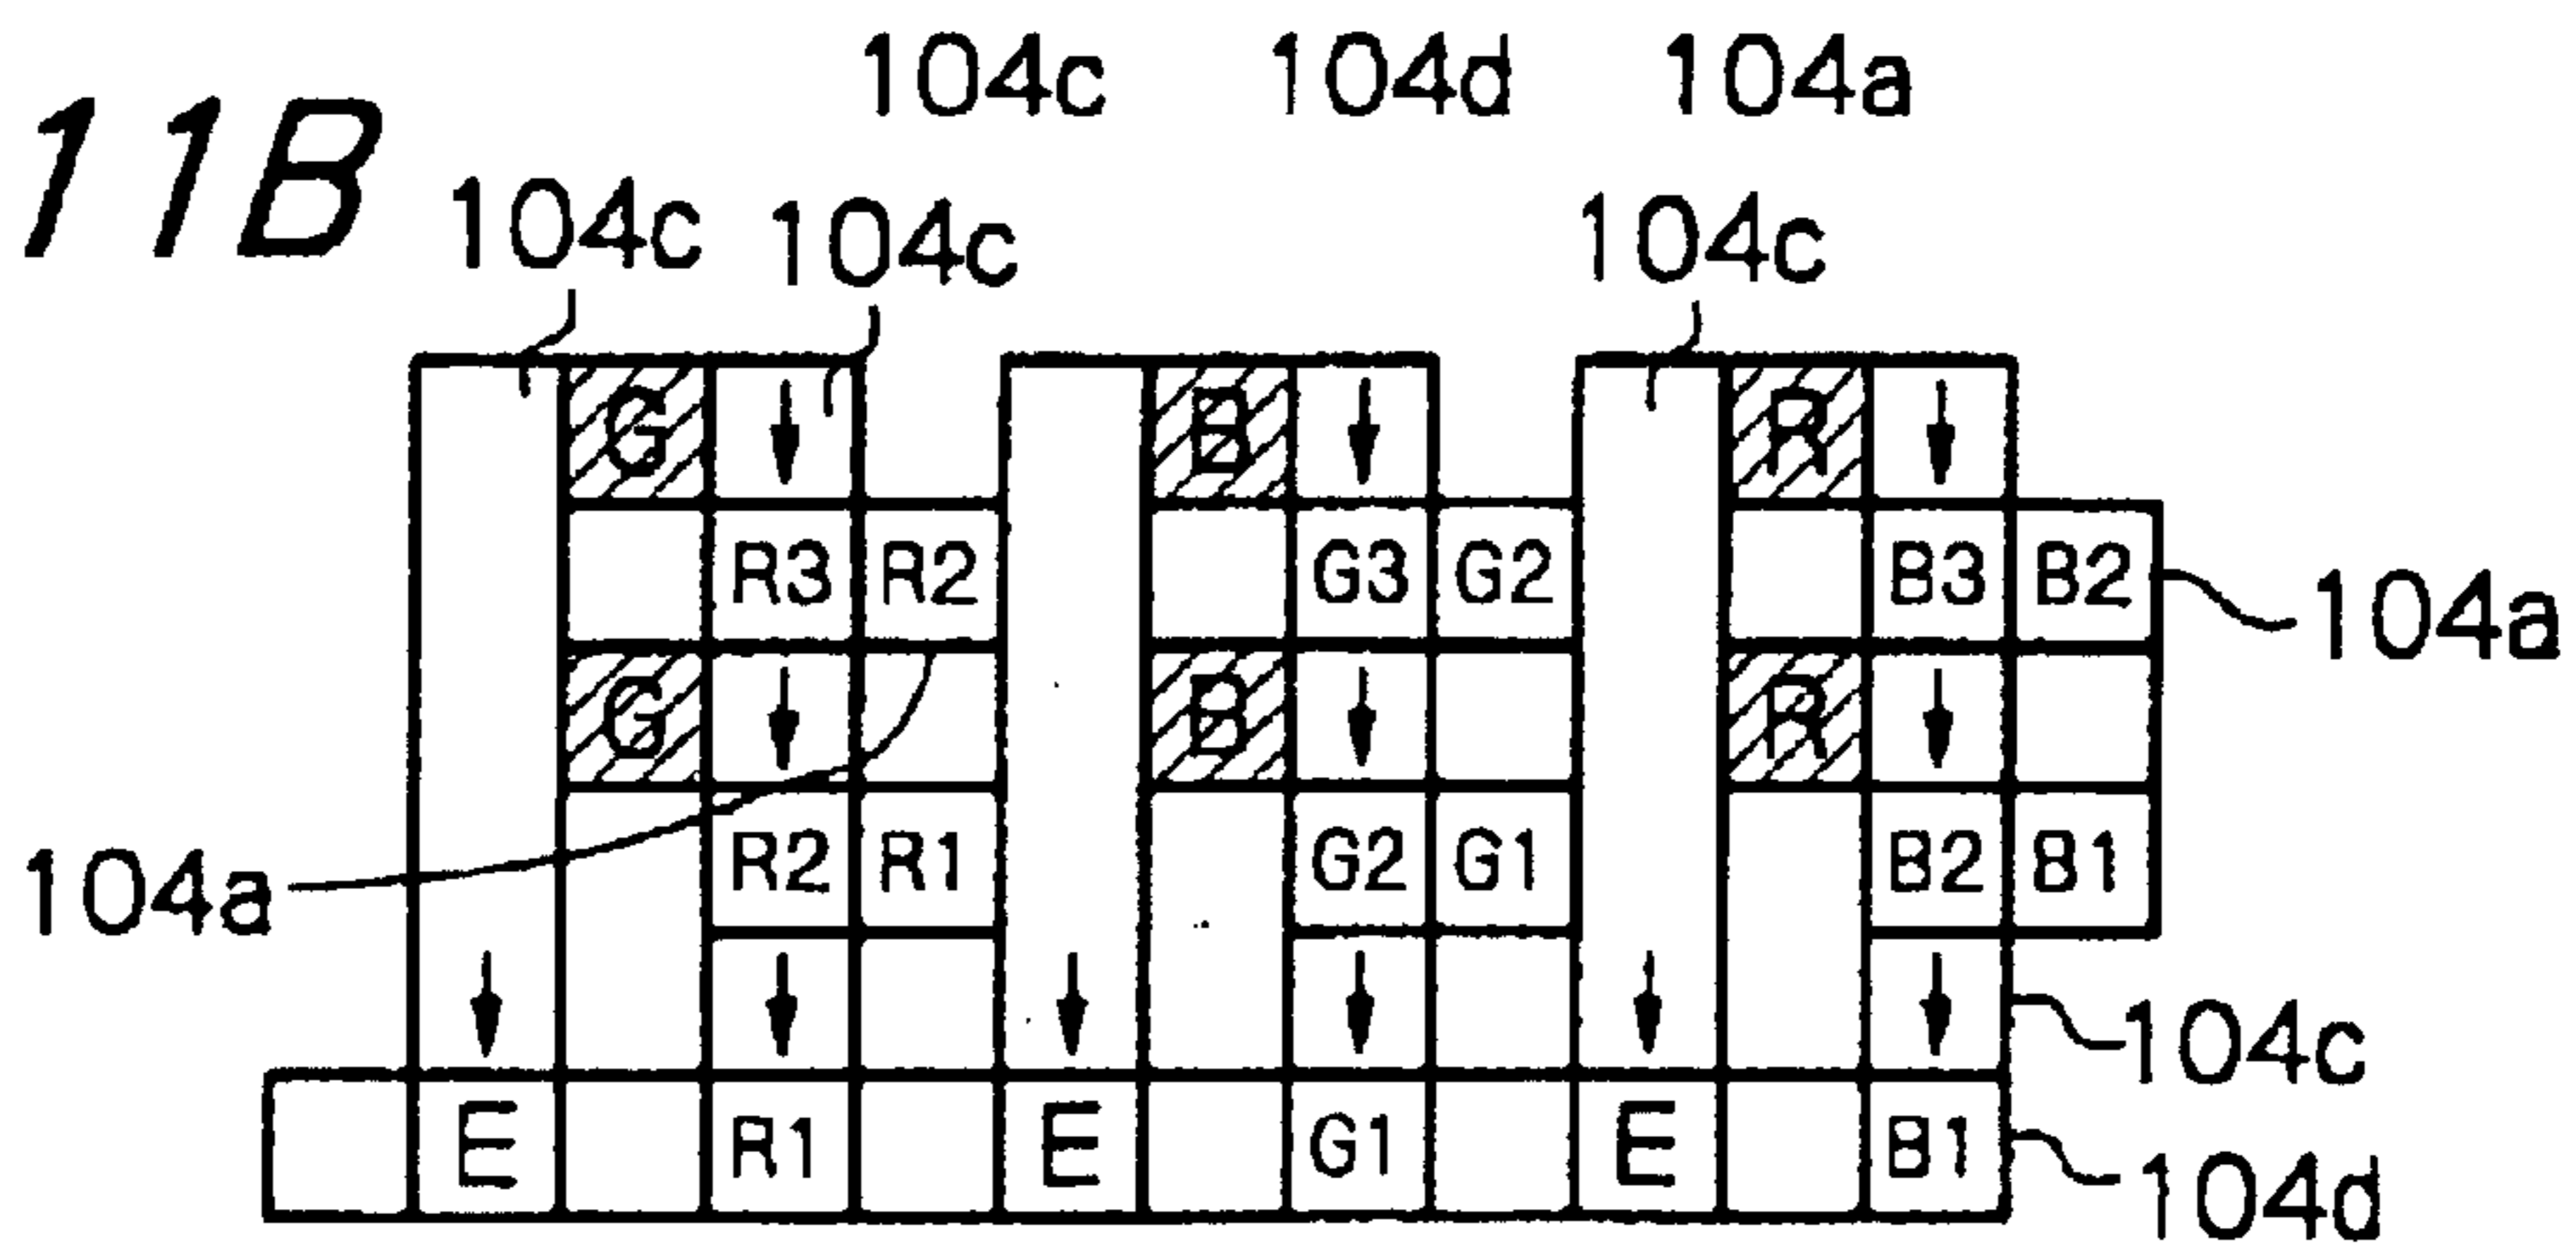 104c 104d 104a
11B
104c 104c 104c
G B R
R3 R2 G3 G2 B3 B2
104a
G B R
R2 R1 G2 G1 B2 B1
104a
104c
E R1 E G1 E B1
104d